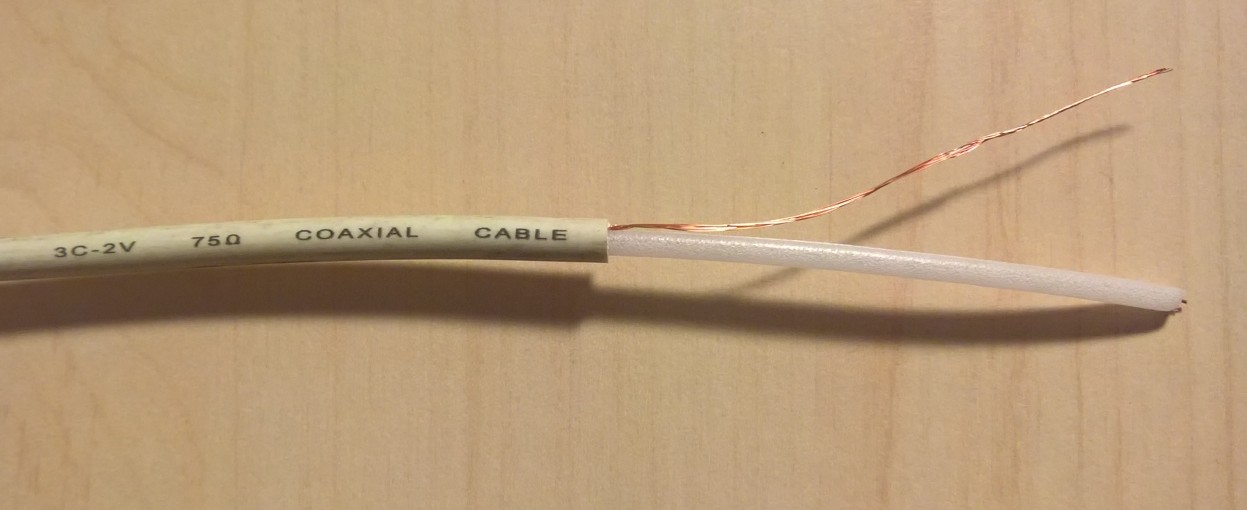 3C-2V 75Ω COAXIAL CABLE